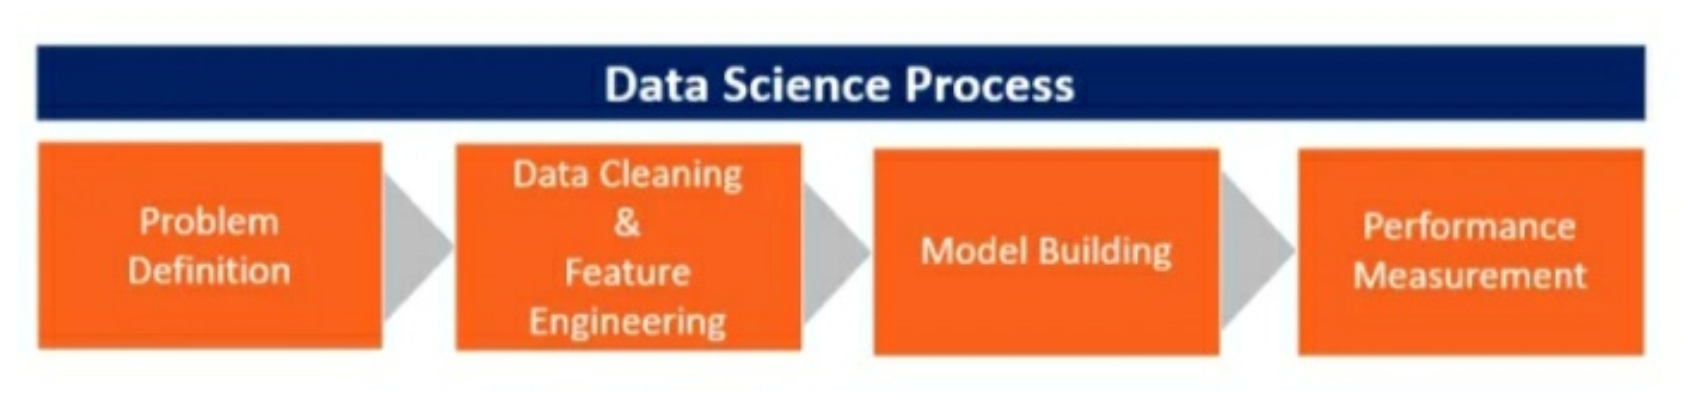 Data Science Process
Problem
Definition
Data Cleaning
&
Feature
Engineering
Model Building
Performance
Measurement